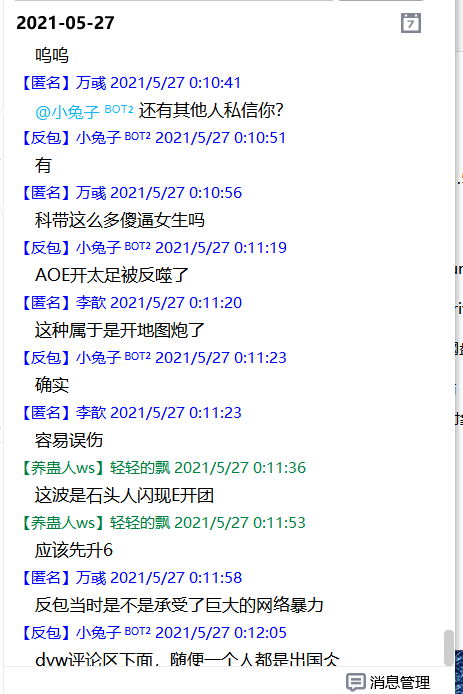 2021-05-27
呜呜
【匿名】万彧 2021/5/27 0:10:41
@小兔子 BOT2 还有其他人私信你？
【反包】小兔子 BOT2 2021/5/27 0:10:51
有
【匿名】万彧 2021/5/27 0:10:56
科带这么多傻逼女生吗
【反包】小兔子 BOT2 2021/5/27 0:11:19
AOE开太足被反噬了
【匿名】李歆 2021/5/27 0:11:20
这种属于是开地图炮了
【反包】小兔子 BOT2 2021/5/27 0:11:23
确实
【匿名】李歆 2021/5/27 0:11:23
容易误伤
【养蛊人ws】轻轻的飘 2021/5/27 0:11:36
这波是石头人闪现E开团
【养蛊人ws】轻轻的飘 2021/5/27 0:11:53
应该先升6
【匿名】万彧 2021/5/27 0:11:58
反包当时是不是承受了巨大的网络暴力
【反包】小兔子 BOT2 2021/5/27 0:12:05
dvw评论区下面，随便一个人都是出国仌
消息管理